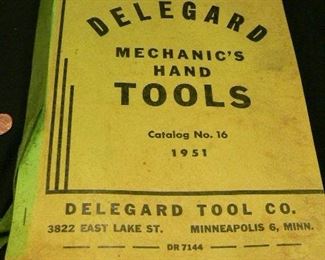 DELEGARD
MECHANIC'S
HAND
TOOLS
Catalog No. 16
1951
DELEGARD TOOL CO.
3822 EAST LAKE ST. MINNEAPOLIS 6, MINN.
DR 7144